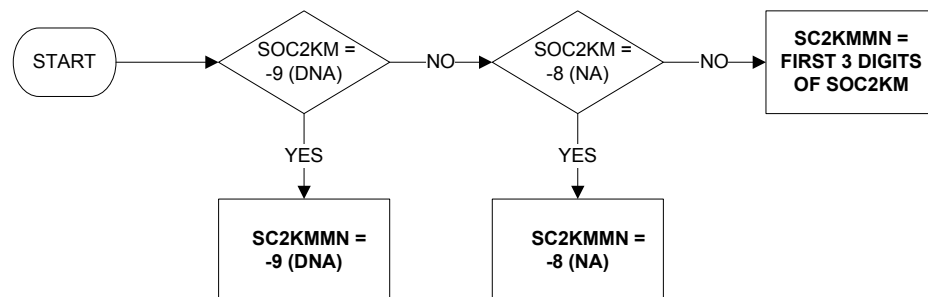 START
SOC2KM =
-9 (DNA)
NO
SOC2KM =
-8 (NA)
NO
SC2KMMN =
FIRST 3 DIGITS
OF SOC2KM
YES
YES
SC2KMMN =
-9 (DNA)
SC2KMMN =
-8 (NA)